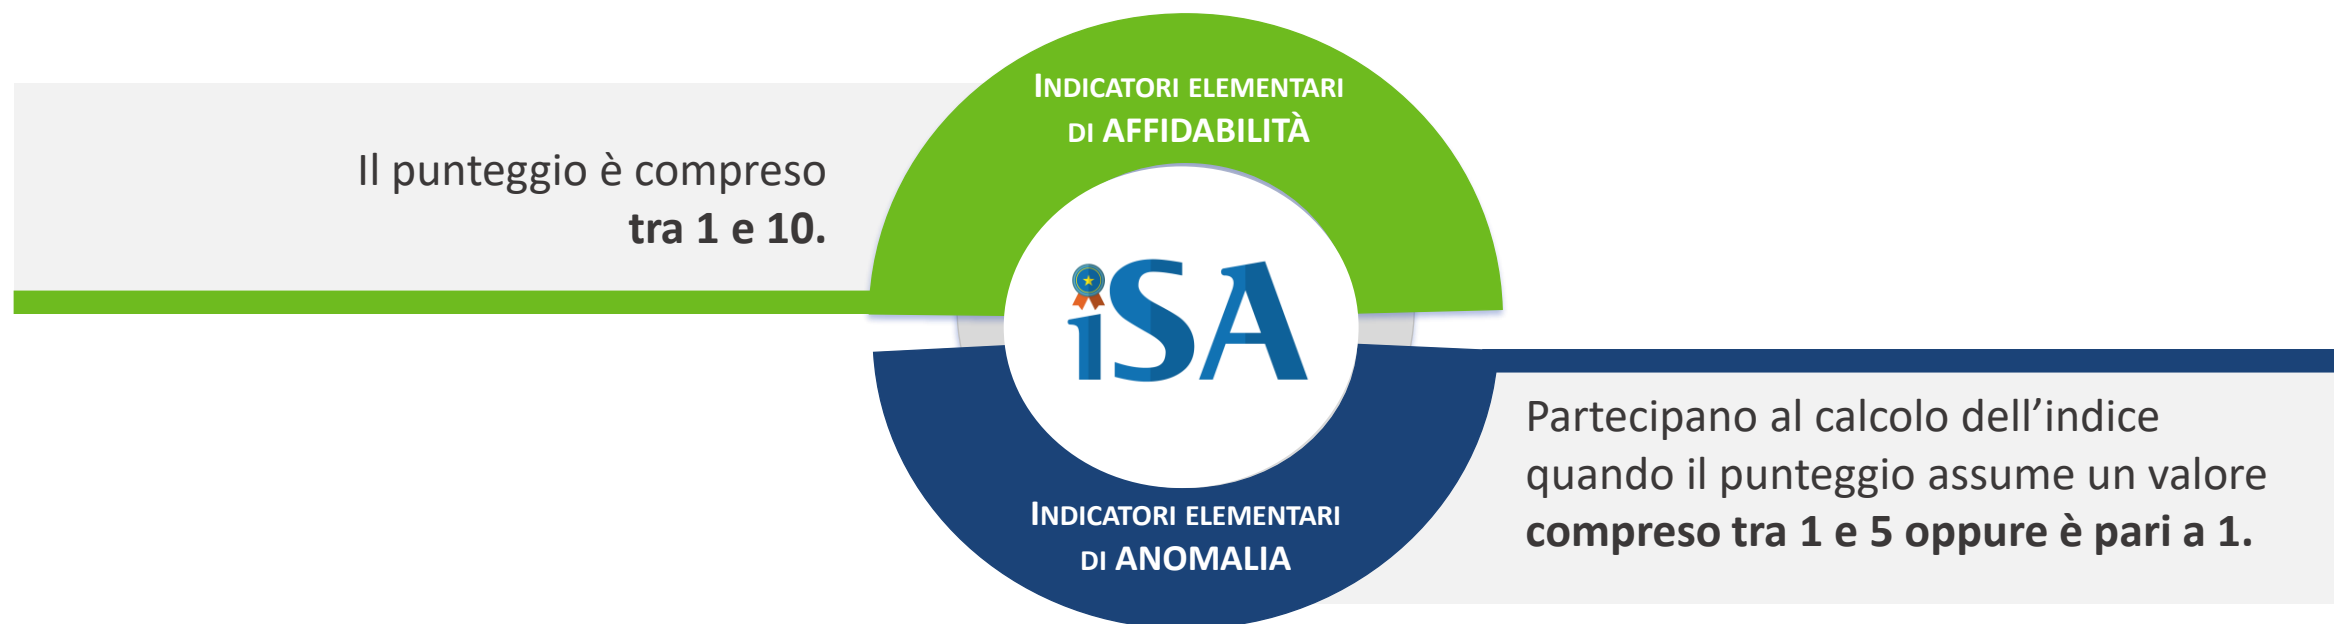 INDICATORI ELEMENTARI
DI AFFIDABILITÀ
Il punteggio è compreso
tra 1 e 10.
iSA
Partecipano al calcolo dell’indice
quando il punteggio assume un valore
compreso tra 1 e 5 oppure è pari a 1.
INDICATORI ELEMENTARI
DI ANOMALIA